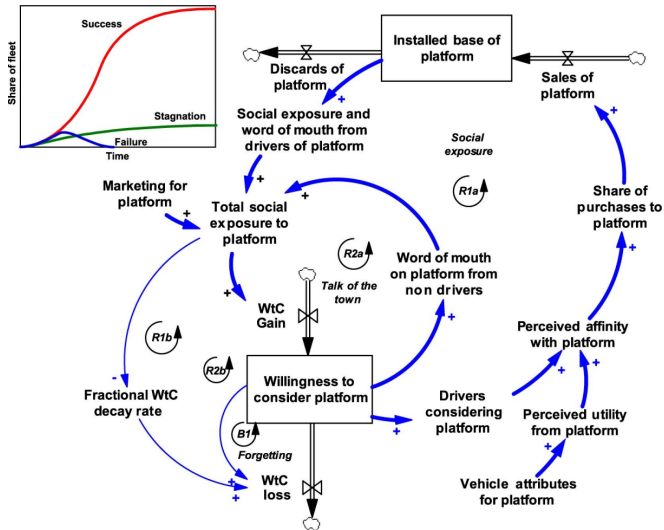 Success
Stagnation
Failure
Share of fleet
Time
Installed base of
platform
Discards of
platform
Sales of
platform
+
Social exposure and
word of mouth from
drivers of platform
+
Social
exposure
R1a
Marketing for
platform
+
+
+
Total social
exposure to
platform
Share of
purchases to
platform
+
R2a
Talk of the
town
Word of mouth
on platform from
non drivers
+
+
WtC
Gain
R1b
R2b
Perceived affinity
with platform
+
+
-
Fractional WtC
decay rate
Willingness to
consider platform
Drivers
considering
platform
+
Perceived utility
from platform
+
B1
Forgetting
+
+
WtC
loss
Vehicle attributes
for platform